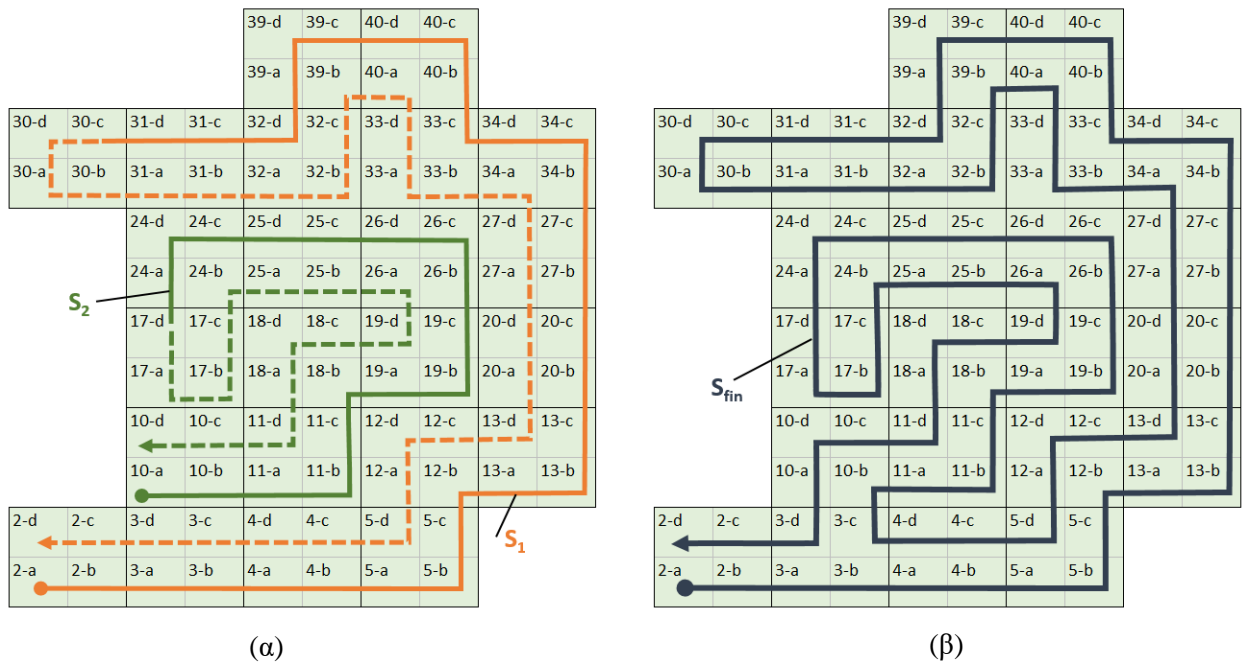 39-d 39-c 40-d 40-c 39-d 39-c 40-d 40-c
39-a 39-b 40-a 40-b 39-a 39-b 40-a 40-b
30-d 30-c 31-d 31-c 32-d 32-c 33-d 33-c 34-d 34-c 30-d 30-c 31-d 31-c 32-d 32-c 33-d 33-c 34-d 34-c
30-a 30-b 31-a 31-b 32-a 32-b 33-a 33-b 34-a 34-b 30-a 30-b 31-a 31-b 32-a 32-b 33-a 33-b 34-a 34-b
24-d 24-c 25-d 25-c 26-d 26-c 27-d 27-c 24-d 24-c 25-d 25-c 26-d 26-c 27-d 27-c
24-a 24-b 25-a 25-b 26-a 26-b 27-a 27-b 24-a 24-b 25-a 25-b 26-a 26-b 27-a 27-b
S2
17-d 17-c 18-d 18-c 19-d 19-c 20-d 20-c 17-d 17-c 18-d 18-c 19-d 19-c 20-d 20-c
17-a 17-b 18-a 18-b 19-a 19-b 20-a 20-b 17-a 17-b 18-a 18-b 19-a 19-b 20-a 20-b
Sfin
10-d 10-c 11-d 11-c 12-d 12-c 13-d 13-c 10-d 10-c 11-d 11-c 12-d 12-c 13-d 13-c
10-a 10-b 11-a 11-b 12-a 12-b 13-a 13-b 10-a 10-b 11-a 11-b 12-a 12-b 13-a 13-b
2-d 2-c 3-d 3-c 4-d 4-c 5-d 5-c 2-d 2-c 3-d 3-c 4-d 4-c 5-d 5-c
S1
2-a 2-b 3-a 3-b 4-a 4-b 5-a 5-b 2-a 2-b 3-a 3-b 4-a 4-b 5-a 5-b
(α) (β)